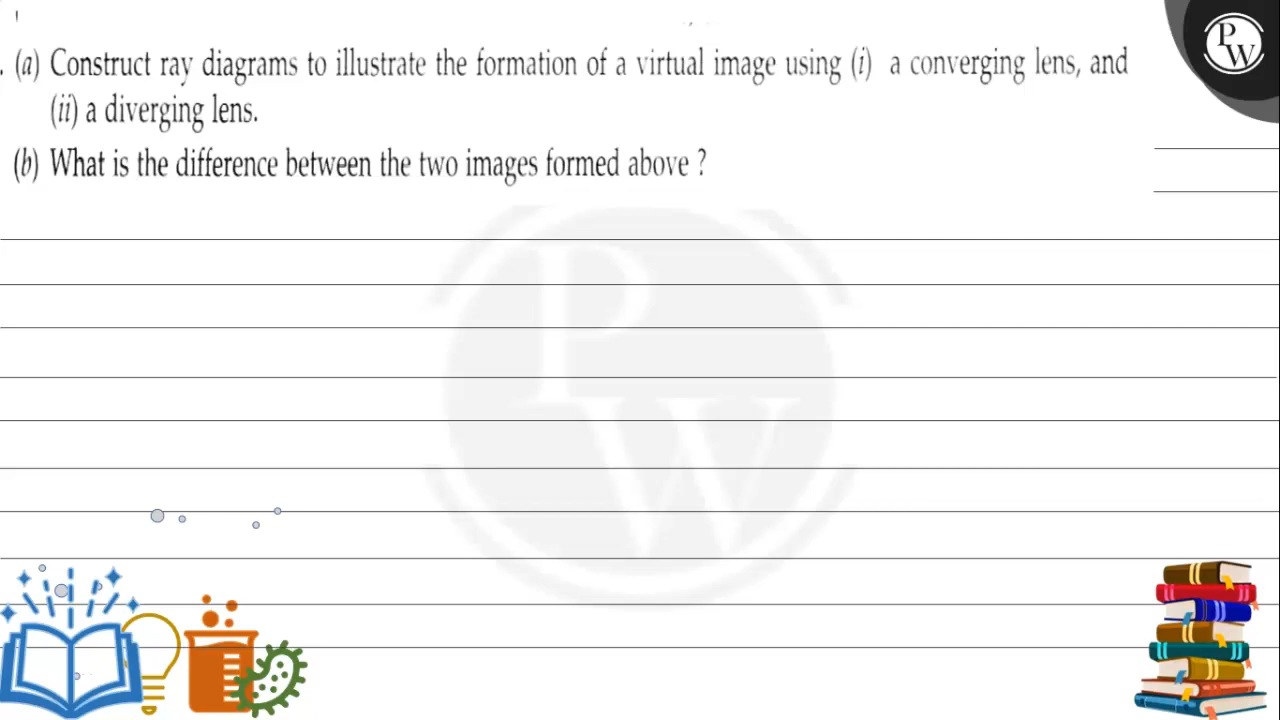 . (a) Construct ray diagrams to illustrate the formation of a virtual image using (i) a converging lens, and
(ii) a diverging lens.
(b) What is the difference between the two images formed above ?
P
W
P
W